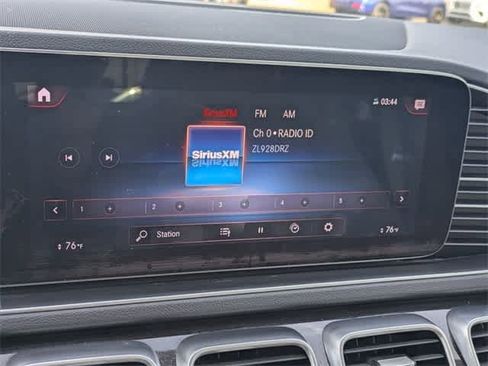 03:44
SiriusXM FM AM
Ch 0 • RADIO ID
ZL928DRZ
SiriusXM
1 2 3 4 5
Station
76°F 76°F